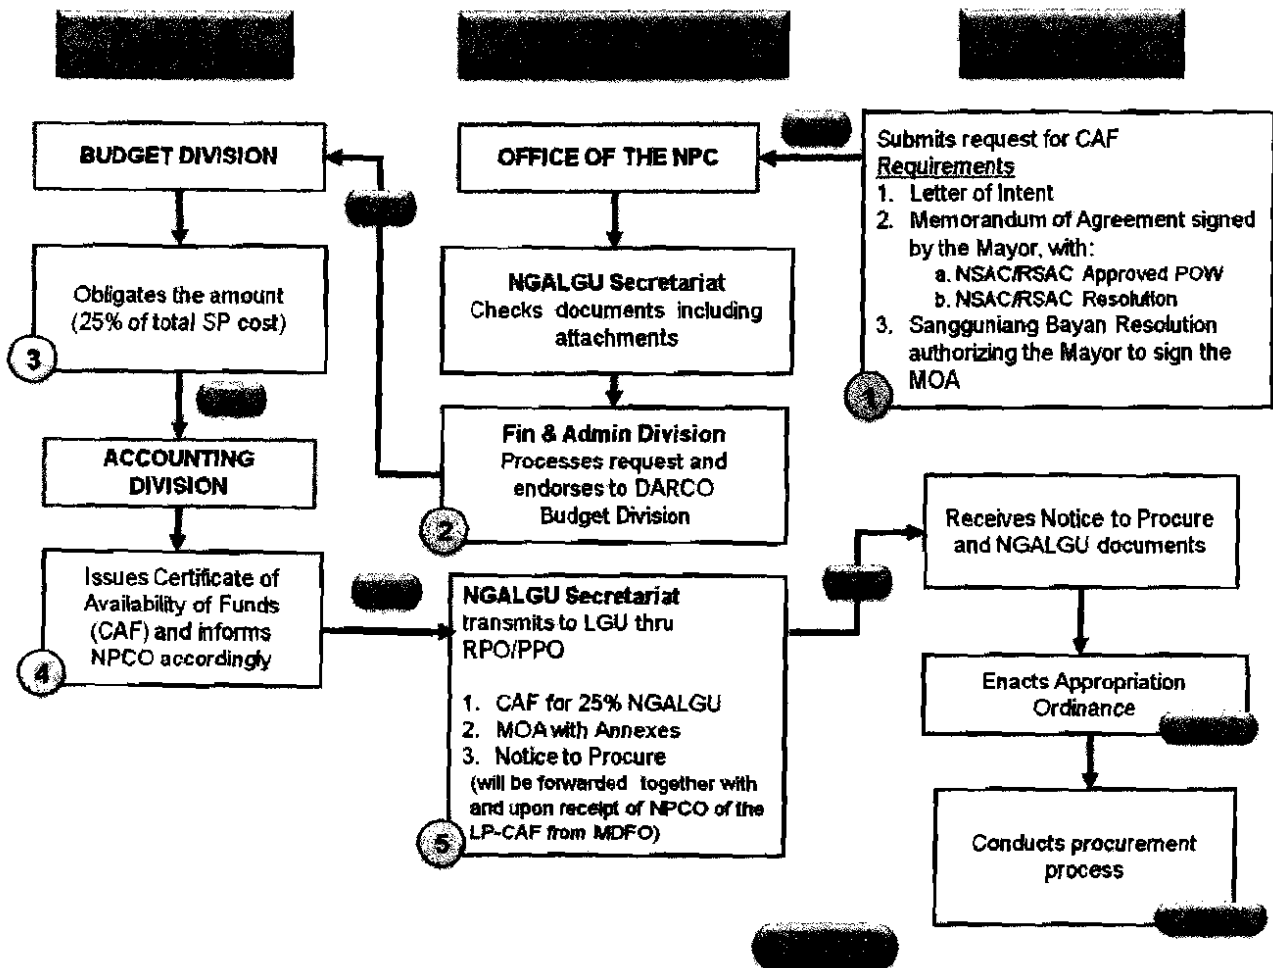 BUDGET DIVISION
Obligates the amount
(25% of total SP cost)
3
ACCOUNTING
DIVISION
Issues Certificate of
Availability of Funds
(CAF) and informs
NPCO accordingly
4
OFFICE OF THE NPC
NGALGU Secretariat
Checks documents including
attachments
Fin & Admin Division
Processes request and
endorses to DARCO
Budget Division
2
NGALGU Secretariat
transmits to LGU thru
RPO/PPO
1. CAF for 25% NGALGU
2. MOA with Annexes
3. Notice to Procure
(will be forwarded together with
and upon receipt of NPCO of the
LP-CAF from MDFO)
5
Submits request for CAF
Requirements
1. Letter of Intent
2. Memorandum of Agreement signed
by the Mayor, with:
a. NSAC/RSAC Approved POW
b. NSAC/RSAC Resolution
3. Sangguniang Bayan Resolution
authorizing the Mayor to sign the
MOA
1
Receives Notice to Procure
and NGALGU documents
Enacts Appropriation
Ordinance
Conducts procurement
process